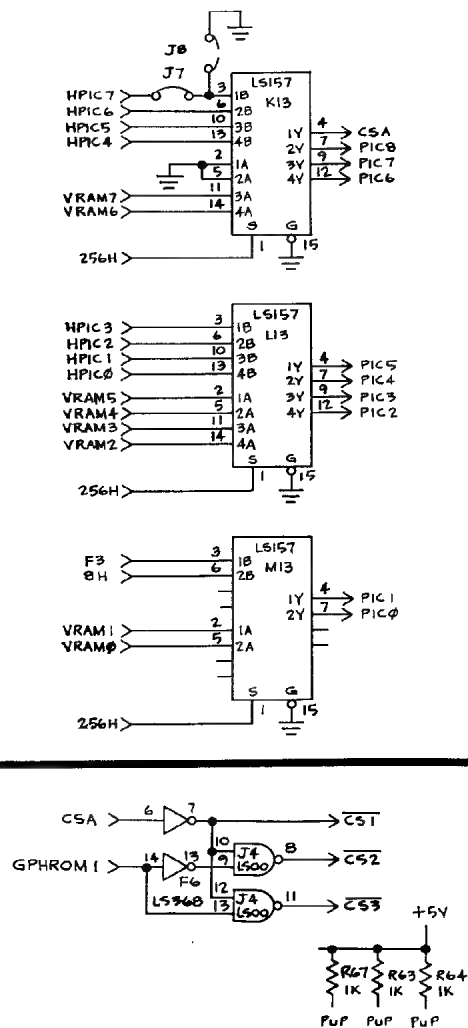 J8
J7
LS157
K13
HPIC7 3 1B
HPIC6 6 2B
HPIC5 10 3B
HPIC4 13 4B
2 1A
5 2A
VRAM7 11 3A
VRAM6 14 4A
1Y 4 CSA
2Y 7 PIC8
3Y 9 PIC7
4Y 12 PIC6
S G
1 15
256H
LS157
L13
HPIC3 3 1B
HPIC2 6 2B
HPIC1 10 3B
HPIC0 13 4B
VRAM5 2 1A
VRAM4 5 2A
VRAM3 11 3A
VRAM2 14 4A
1Y 4 PIC5
2Y 7 PIC4
3Y 9 PIC3
4Y 12 PIC2
S G
1 15
256H
LS157
M13
F3 3 1B
8H 6 2B
VRAM1 2 1A
VRAM0 5 2A
1Y 4 PIC1
2Y 7 PIC0
S G
1 15
256H
CSA 6 7 CS1
10 J4 8 CS2
GPHROM1 14 13 9 LS00
F6
LS368
12 J4 11 CS3
13 LS00
+5V
R67 R63 R64
1K 1K 1K
PUP PUP PUP